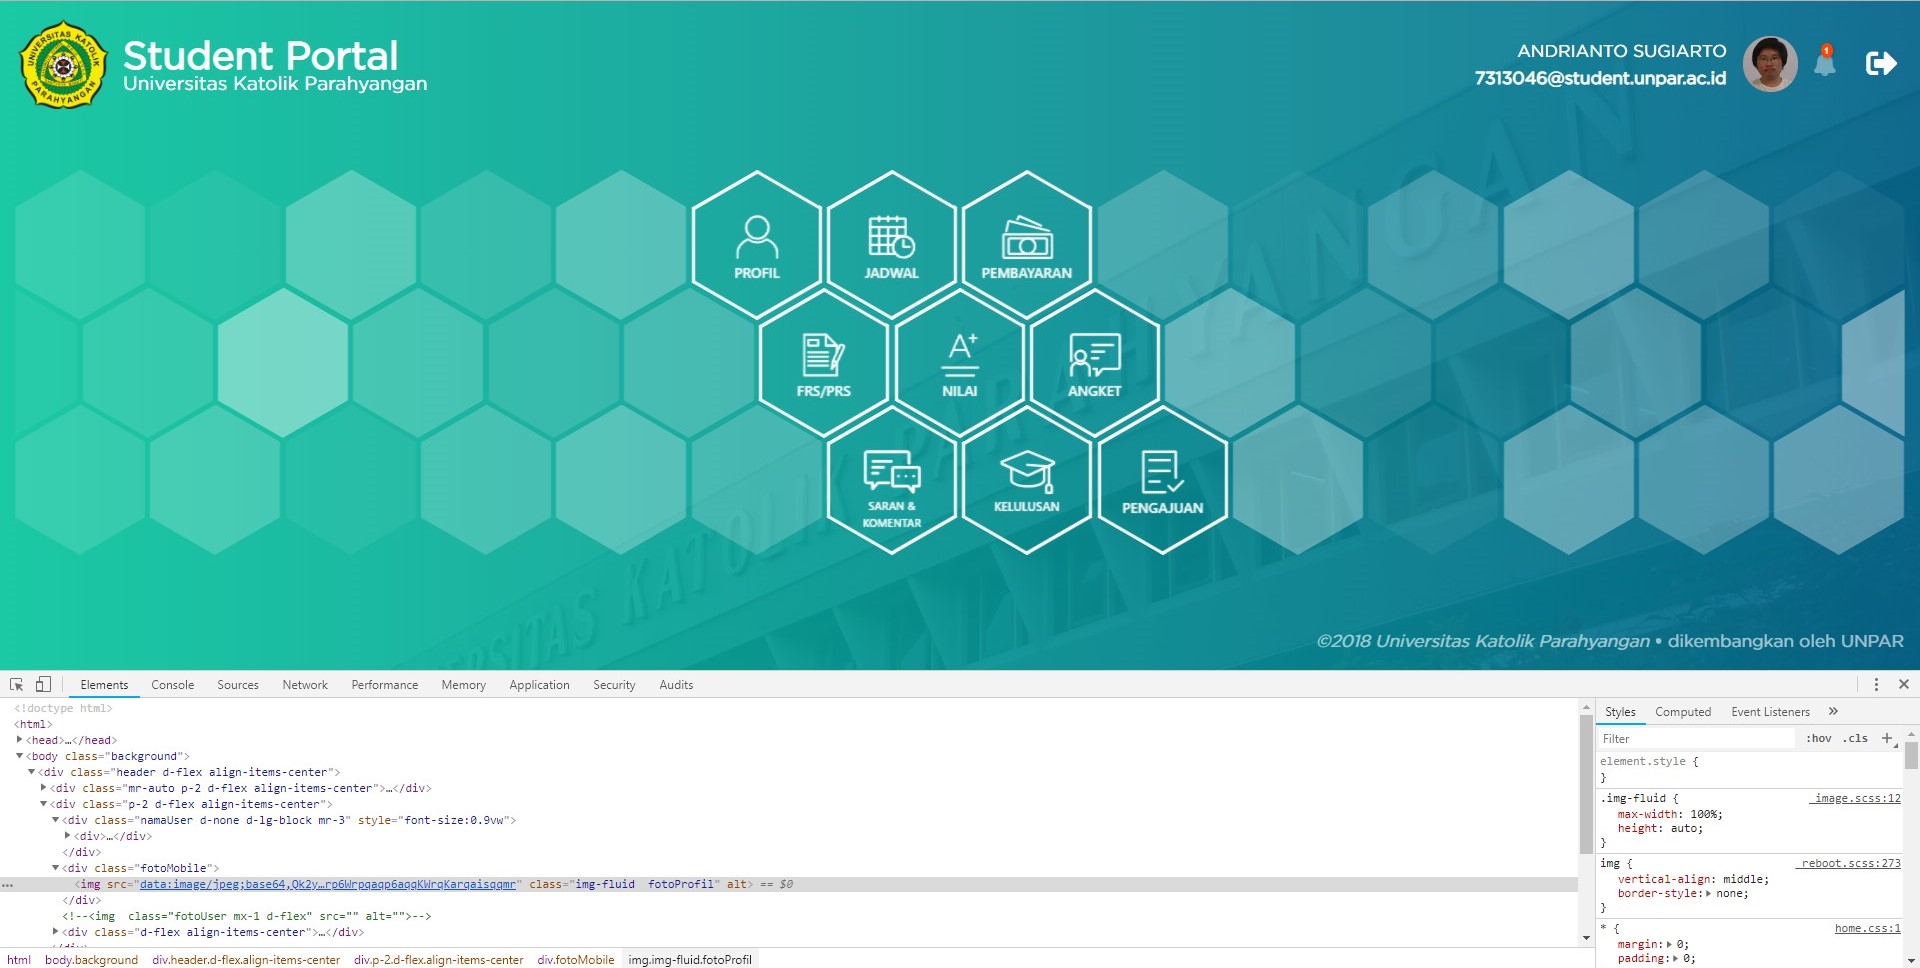 UNIVERSITAS KATOLIK
PARAHYANGAN
Student Portal
Universitas Katolik Parahyangan
ANDRIANTO SUGIARTO
7313046@student.unpar.ac.id
1
PROFIL
JADWAL
PEMBAYARAN
FRS/PRS
A+
NILAI
ANGKET
SARAN &
KOMENTAR
KELULUSAN
PENGAJUAN
UNIVERSITAS KATOLIK PARAHYANGAN
©2018 Universitas Katolik Parahyangan • dikembangkan oleh UNPAR
Elements Console Sources Network Performance Memory Application Security Audits
<!doctype html>
<html>
<head>…</head>
<body class="background">
<div class="header d-flex align-items-center">
<div class="mr-auto p-2 d-flex align-items-center">…</div>
<div class="p-2 d-flex align-items-center">
<div class="namaUser d-none d-lg-block mr-3" style="font-size:0.9vw">
<div>…</div>
</div>
<div class="fotoMobile">
<img src="data:image/jpeg;base64,Qk2y…rp6Wrpqaqp6aqqKWrqKarqaisqqmr" class="img-fluid  fotoProfil" alt> == $0
</div>
<!--<img  class="fotoUser mx-1 d-flex" src="" alt="">-->
<div class="d-flex align-items-center">…</div>
html body.background div.header.d-flex.align-items-center div.p-2.d-flex.align-items-center div.fotoMobile img.img-fluid.fotoProfil
Styles Computed Event Listeners »
Filter :hov .cls +
element.style {
}
.img-fluid { _image.scss:12
max-width: 100%;
height: auto;
}
img { _reboot.scss:273
vertical-align: middle;
border-style: none;
}
* { home.css:1
margin: 0;
padding: 0;